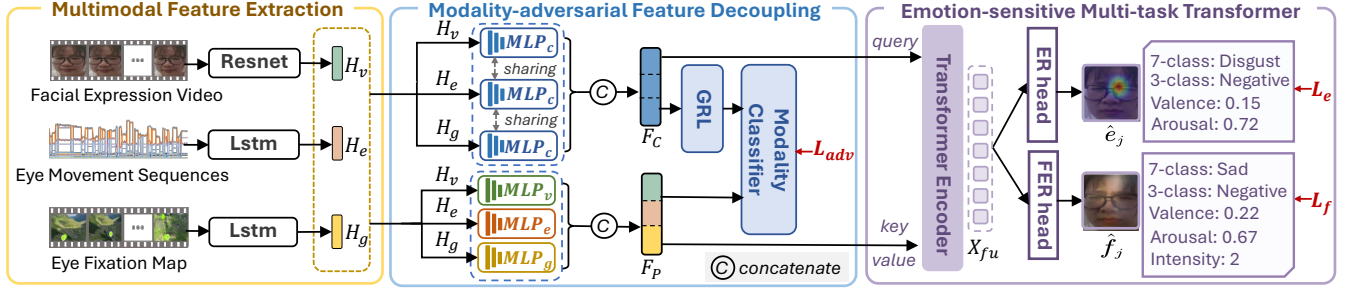 Multimodal Feature Extraction
Facial Expression Video
Resnet
H_v
Eye Movement Sequences
Lstm
H_e
Eye Fixation Map
Lstm
H_g
Modality-adversarial Feature Decoupling
H_v
MLP_c
sharing
H_e
MLP_c
sharing
H_g
MLP_c
C
F_C
GRL
Modality
Classifier
L_adv
H_v
MLP_v
H_e
MLP_e
H_g
MLP_g
C
F_P
C concatenate
Emotion-sensitive Multi-task Transformer
query
key
value
Transformer Encoder
X_fu
ER head
ê_j
7-class: Disgust
3-class: Negative
Valence: 0.15
Arousal: 0.72
L_e
FER head
f̂_j
7-class: Sad
3-class: Negative
Valence: 0.22
Arousal: 0.67
Intensity: 2
L_f